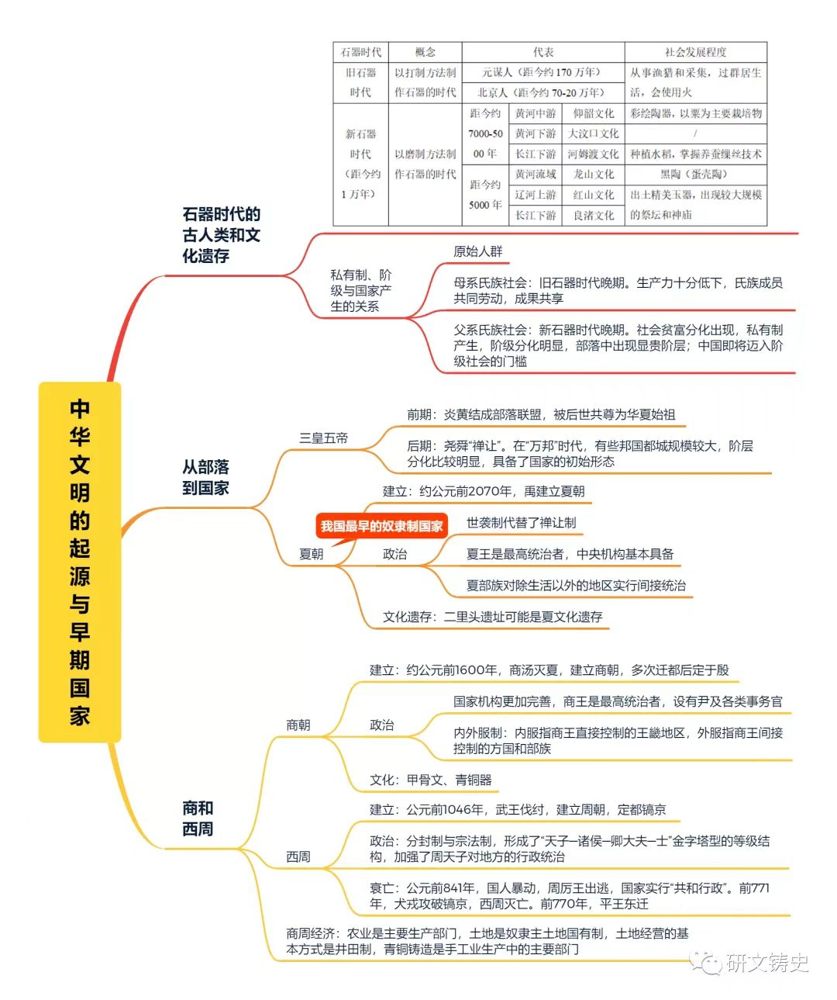 中华文明的起源与早期国家
石器时代的
古人类和文
化遗存
石器时代 概念 代表 社会发展程度
旧石器
时代
以打制方法制
作石器的时代
元谋人（距今约 170 万年）
北京人（距今约 70-20 万年）
从事渔猎和采集，过群居生
活，会使用火
新石器
时代
（距今约
1 万年）
以磨制方法制
作石器的时代
距今约
7000-50
00 年
黄河中游 仰韶文化 彩绘陶器，以粟为主要栽培物
黄河下游 大汶口文化 /
长江下游 河姆渡文化 种植水稻，掌握养蚕缫丝技术
距今约
5000 年
黄河流域 龙山文化 黑陶（蛋壳陶）
辽河上游 红山文化
长江下游 良渚文化
出土精美玉器，出现较大规模
的祭坛和神庙
私有制、阶
级与国家产
生的关系
原始人群
母系氏族社会：旧石器时代晚期。生产力十分低下，氏族成员
共同劳动，成果共享
父系氏族社会：新石器时代晚期。社会贫富分化出现，私有制
产生，阶级分化明显，部落中出现显贵阶层；中国即将迈入阶
级社会的门槛
从部落
到国家
三皇五帝
前期：炎黄结成部落联盟，被后世共尊为华夏始祖
后期：尧舜“禅让”。在“万邦”时代，有些邦国都城规模较大，阶层
分化比较明显，具备了国家的初始形态
夏朝
我国最早的奴隶制国家
建立：约公元前2070年，禹建立夏朝
政治
世袭制代替了禅让制
夏王是最高统治者，中央机构基本具备
夏部族对除生活以外的地区实行间接统治
文化遗存：二里头遗址可能是夏文化遗存
商和
西周
商朝
建立：约公元前1600年，商汤灭夏，建立商朝，多次迁都后定于殷
政治
国家机构更加完善，商王是最高统治者，设有尹及各类事务官
内外服制：内服指商王直接控制的王畿地区，外服指商王间接
控制的方国和部族
文化：甲骨文、青铜器
西周
建立：公元前1046年，武王伐纣，建立周朝，定都镐京
政治：分封制与宗法制，形成了“天子—诸侯—卿大夫—士”金字塔型的等级结
构，加强了周天子对地方的行政统治
衰亡：公元前841年，国人暴动，周厉王出逃，国家实行“共和行政”。前771
年，犬戎攻破镐京，西周灭亡。前770年，平王东迁
商周经济：农业是主要生产部门，土地是奴隶主土地国有制，土地经营的基
本方式是井田制，青铜铸造是手工业生产中的主要部门
研文铸史